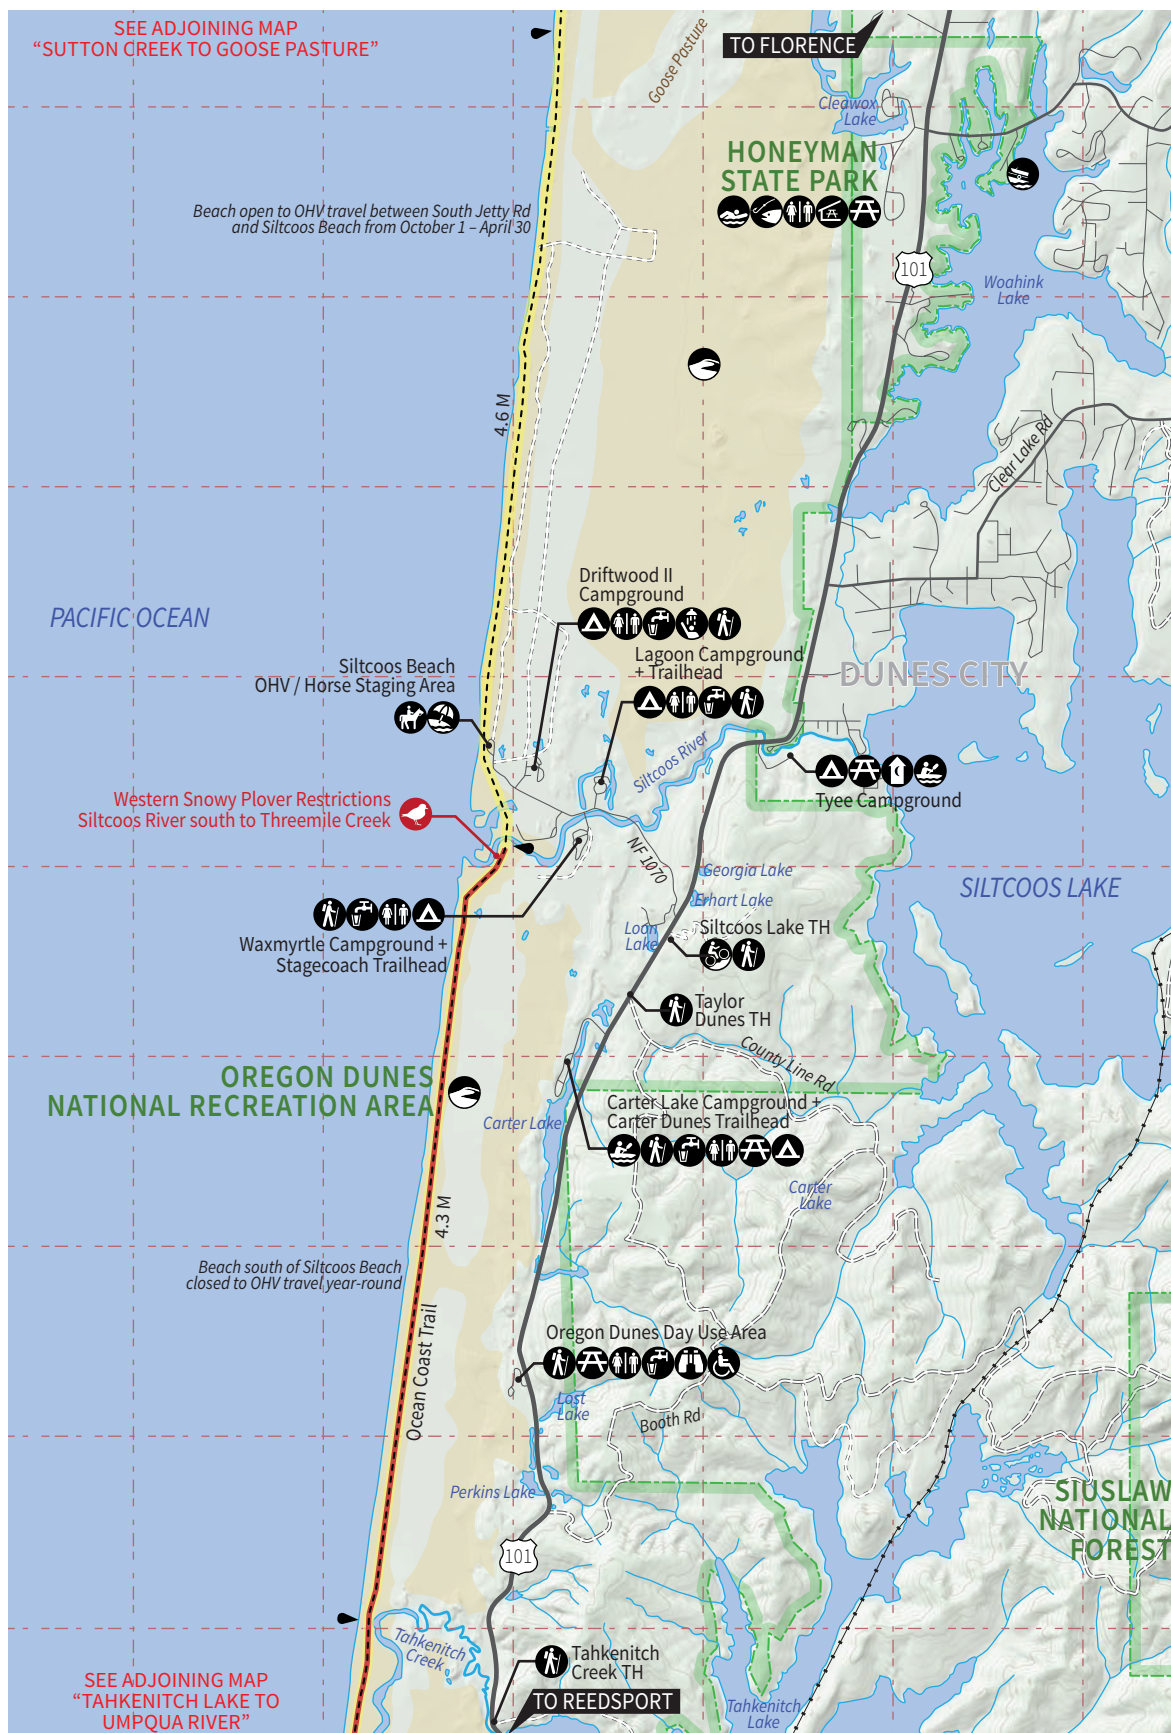 SEE ADJOINING MAP
“SUTTON CREEK TO GOOSE PASTURE”
TO FLORENCE
Goose Pasture
Cleawox
Lake
HONEYMAN
STATE PARK
Beach open to OHV travel between South Jetty Rd
and Siltcoos Beach from October 1 – April 30
101
Woahink
Lake
4.6 M
Clear Lake Rd
Driftwood II
Campground
PACIFIC OCEAN
Lagoon Campground
+ Trailhead
Siltcoos Beach
OHV / Horse Staging Area
DUNES CITY
Siltcoos River
Tyee Campground
Western Snowy Plover Restrictions
Siltcoos River south to Threemile Creek
NF 1070
Georgia Lake
Erhart Lake
SILTCOOS LAKE
Loon
Lake
Siltcoos Lake TH
Waxmyrtle Campground +
Stagecoach Trailhead
Taylor
Dunes TH
County Line Rd
OREGON DUNES
NATIONAL RECREATION AREA
Carter Lake
Carter Lake Campground +
Carter Dunes Trailhead
Carter
Lake
4.3 M
Beach south of Siltcoos Beach
closed to OHV travel year-round
Ocean Coast Trail
Oregon Dunes Day Use Area
Lost
Lake
Booth Rd
Perkins Lake
SIUSLAW
NATIONAL
FOREST
101
Tahkenitch
Creek
Tahkenitch
Creek TH
SEE ADJOINING MAP
“TAHKENITCH LAKE TO
UMPQUA RIVER”
TO REEDSPORT
Tahkenitch
Lake